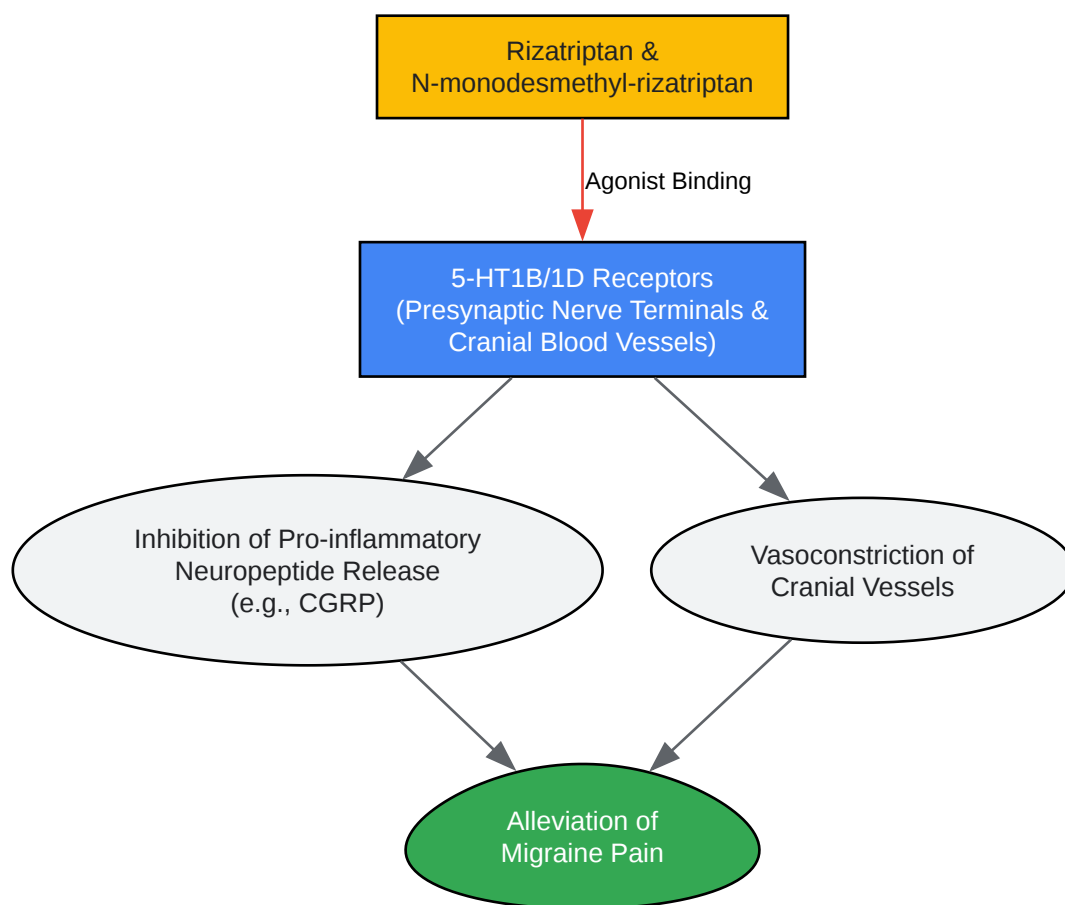 Rizatriptan &
N-monodesmethyl-rizatriptan
Agonist Binding
5-HT1B/1D Receptors
(Presynaptic Nerve Terminals &
Cranial Blood Vessels)
Inhibition of Pro-inflammatory
Neuropeptide Release
(e.g., CGRP)
Vasoconstriction of
Cranial Vessels
Alleviation of
Migraine Pain